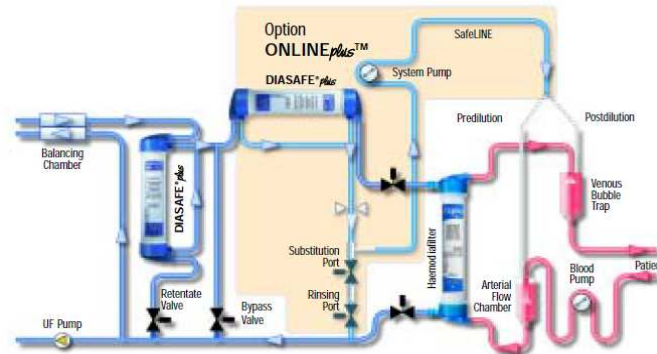 Option
ONLINEplus™
DIASAFE®plus
SafeLINE
System Pump
Predilution
Postdilution
Balancing
Chamber
DIASAFE®plus
Venous
Bubble
Trap
Haemodiafilter
Substitution
Port
Retentate
Valve
Bypass
Valve
Rinsing
Port
Arterial
Flow
Chamber
Blood
Pump
Patient
UF Pump